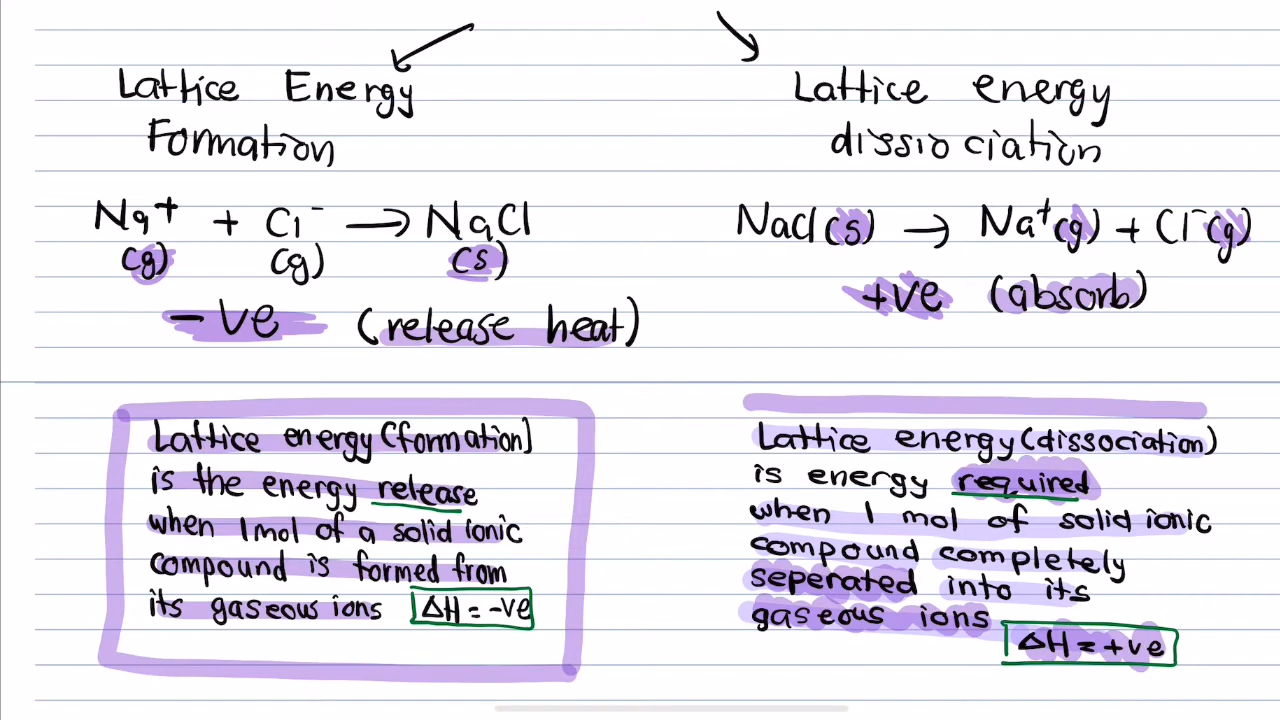 Lattice Energy
Formation
Na⁺ + Cl⁻ → NaCl
(g) (g) (s)
-ve (release heat)
Lattice energy (formation)
is the energy release
when 1 mol of a solid ionic
compound is formed from
its gaseous ions ΔH = -ve
Lattice energy
dissociation
NaCl(s) → Na⁺(g) + Cl⁻(g)
+ve (absorb)
Lattice energy (dissociation)
is energy required
when 1 mol of solid ionic
compound completely
seperated into its
gaseous ions
ΔH = +ve